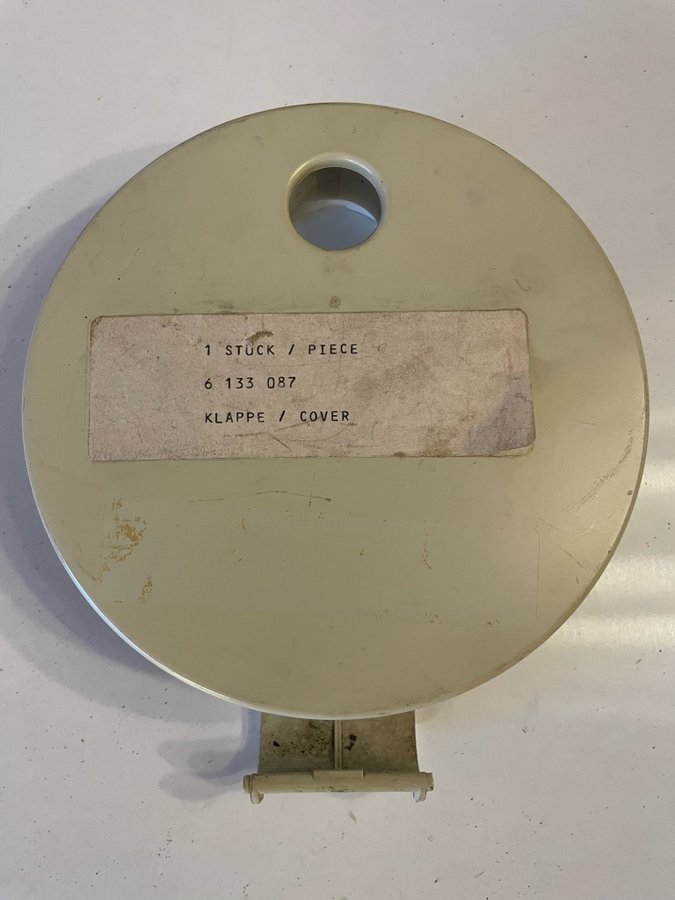 1 STÜCK / PIECE
6 133 087
KLAPPE / COVER